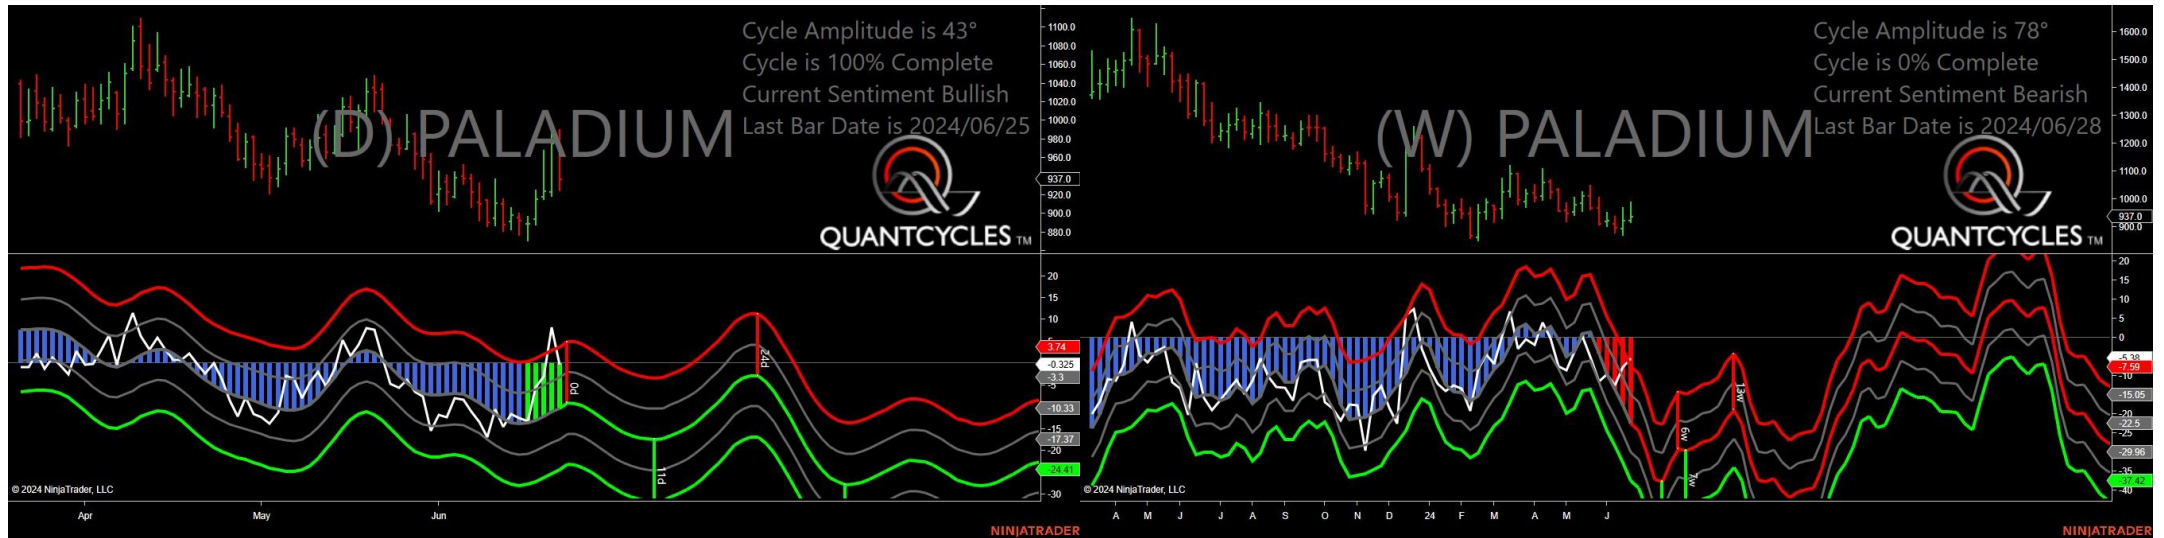 Cycle Amplitude is 43°
Cycle is 100% Complete
Current Sentiment Bullish
Last Bar Date is 2024/06/25
(D) PALADIUM
QUANTCYCLES TM
1100.0
1080.0
1060.0
1040.0
1020.0
1000.0
980.0
960.0
937.0
920.0
900.0
880.0
20
15
10
3.74
-0.325
-3.3
-5
-10.33
-15
-17.37
-20
-24.41
-30
0d
11d
24d
© 2024 NinjaTrader, LLC
Apr May Jun
NINJATRADER
Cycle Amplitude is 78°
Cycle is 0% Complete
Current Sentiment Bearish
Last Bar Date is 2024/06/28
(W) PALADIUM
QUANTCYCLES TM
1600.0
1500.0
1400.0
1300.0
1200.0
1100.0
1000.0
937.0
900.0
20
15
10
5
0
-5.38
-7.59
-10
-15.05
-20
-22.5
-25
-29.96
-35
-37.42
-40
6w
7w
13w
© 2024 NinjaTrader, LLC
A M J J A S O N D 24 F M A M J
NINJATRADER